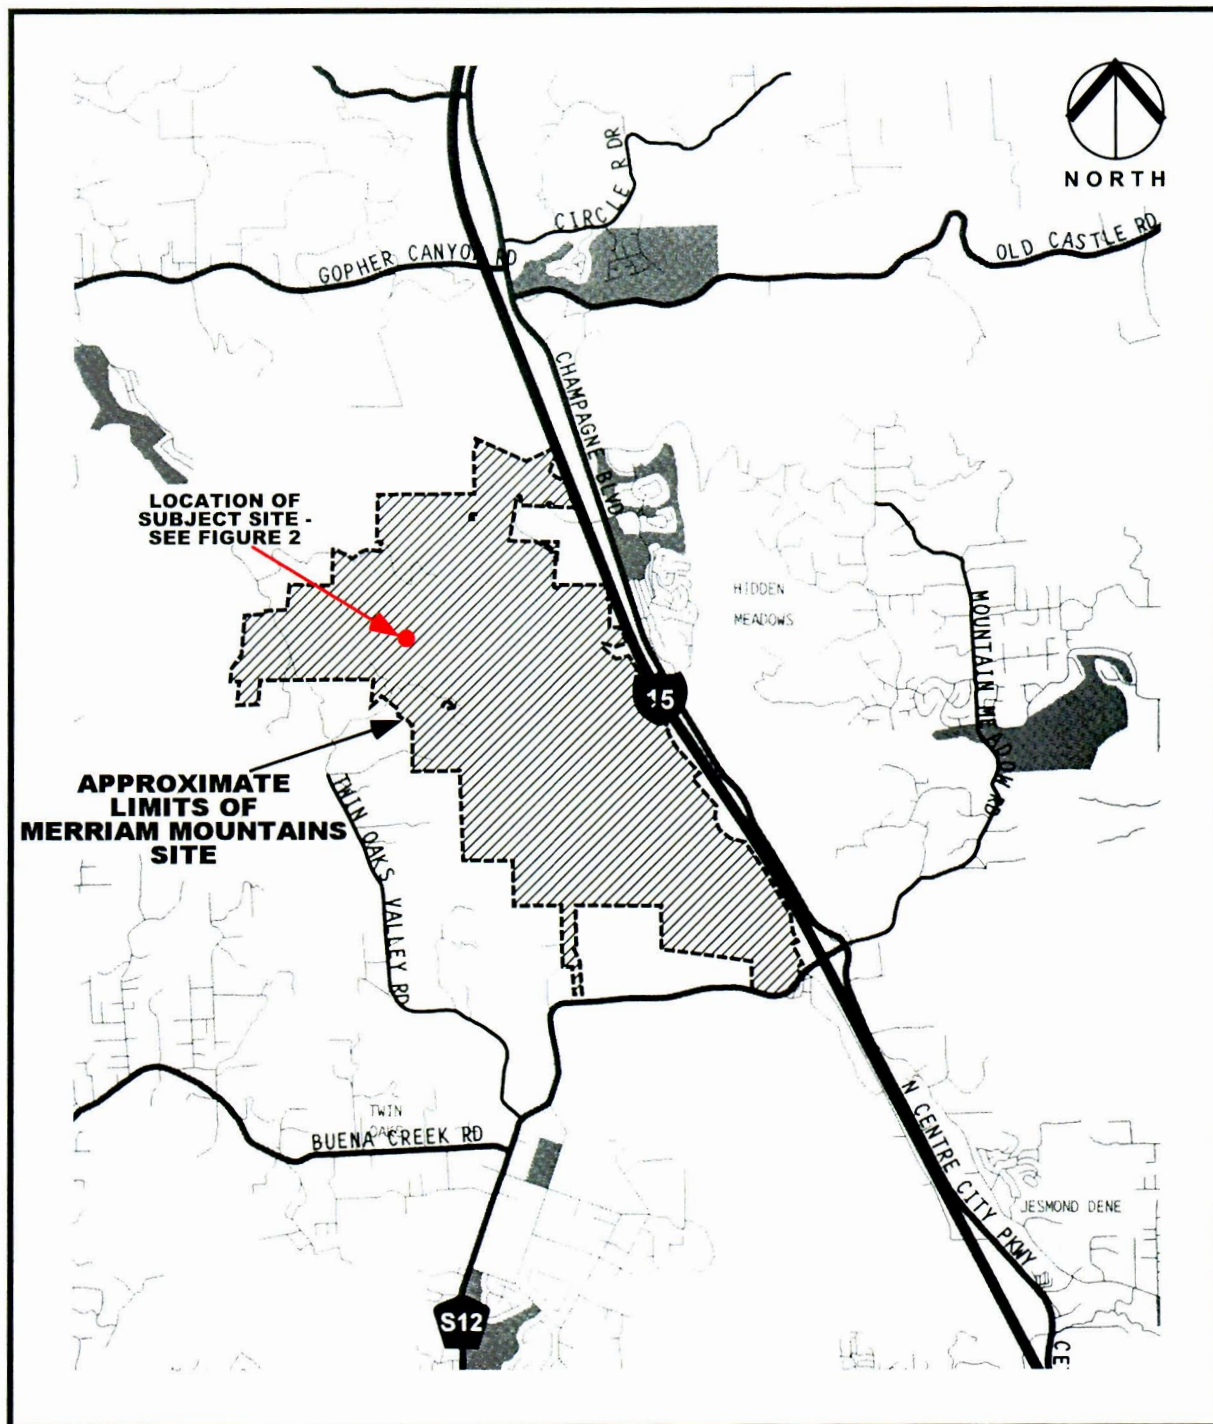 NORTH
CIRCLE R DR
GOPHER CANYON RD
OLD CASTLE RD
CHAMPAGNE BLVD
LOCATION OF
SUBJECT SITE -
SEE FIGURE 2
HIDDEN
MEADOWS
MOUNTAIN MEADOW RD
15
APPROXIMATE
LIMITS OF
MERRIAM MOUNTAINS
SITE
TWIN OAKS VALLEY RD
TWIN
OAKS
BUENA CREEK RD
N CENTRE CITY PKWY
JESMOND DENE
S12
CE